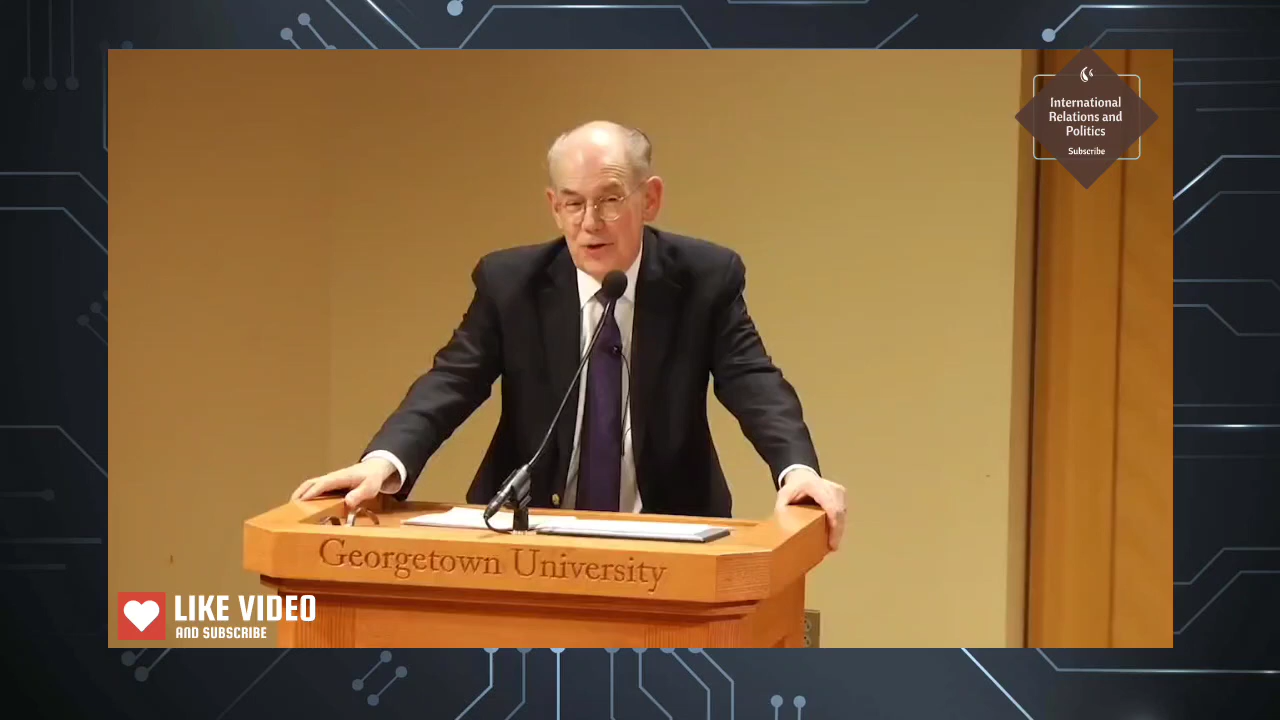 International
Relations and
Politics
Subscribe
Georgetown University
LIKE VIDEO
AND SUBSCRIBE